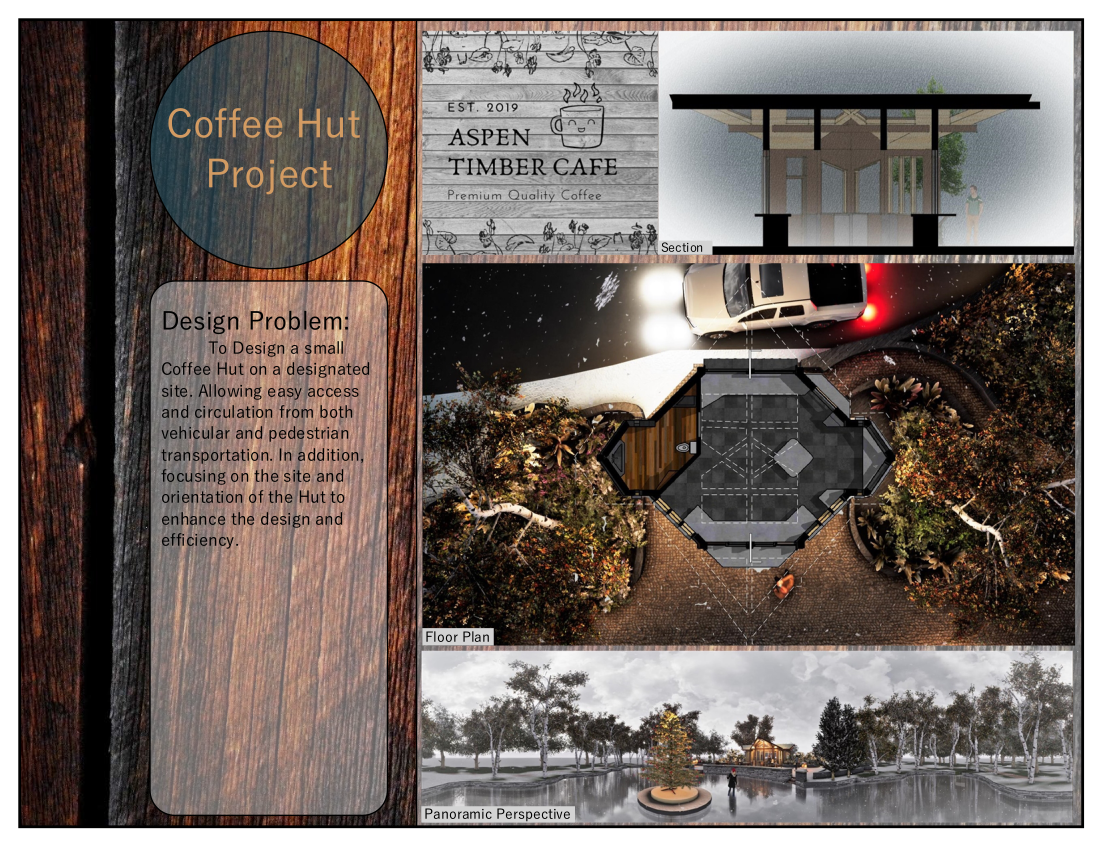 Coffee Hut
Project
Design Problem:
To Design a small
Coffee Hut on a designated
site. Allowing easy access
and circulation from both
vehicular and pedestrian
transportation. In addition,
focusing on the site and
orientation of the Hut to
enhance the design and
efficiency.
EST. 2019
ASPEN
TIMBER CAFE
Premium Quality Coffee
Section
Floor Plan
Panoramic Perspective